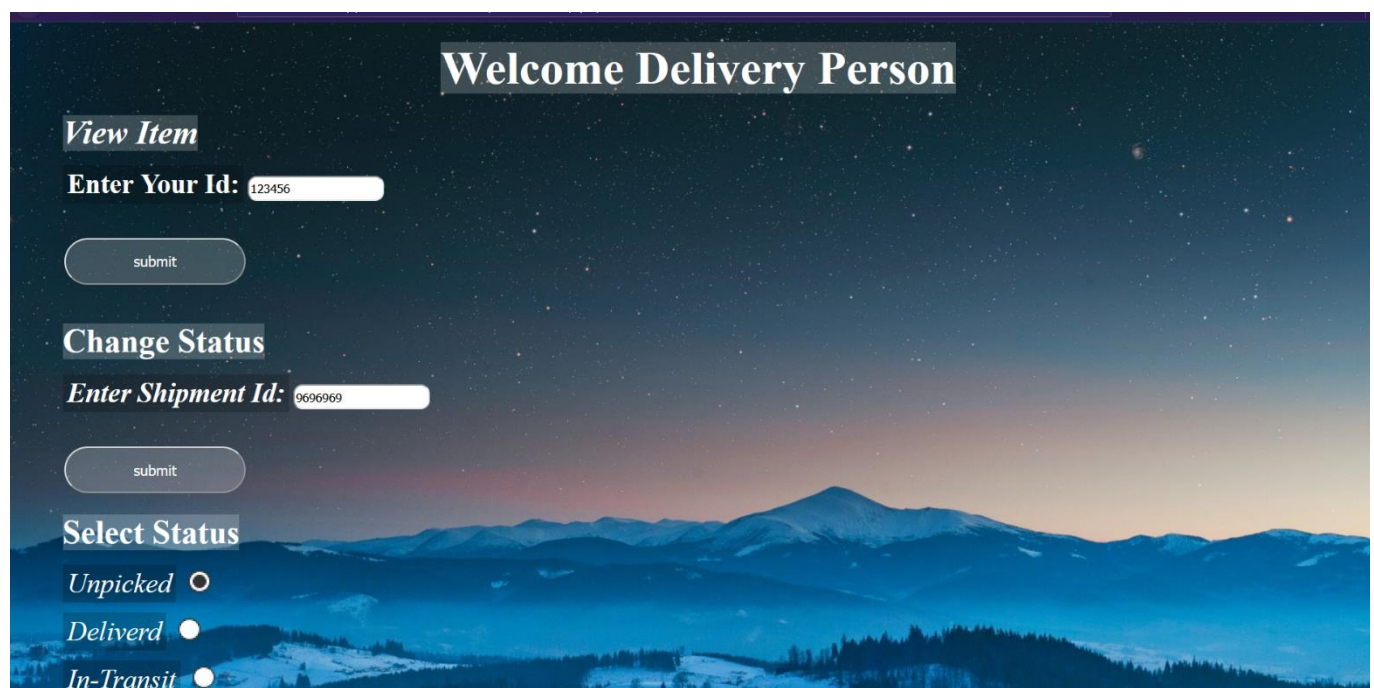 Welcome Delivery Person
View Item
Enter Your Id: 123456
submit
Change Status
Enter Shipment Id: 9696969
submit
Select Status
Unpicked
Deliverd
In-Transit